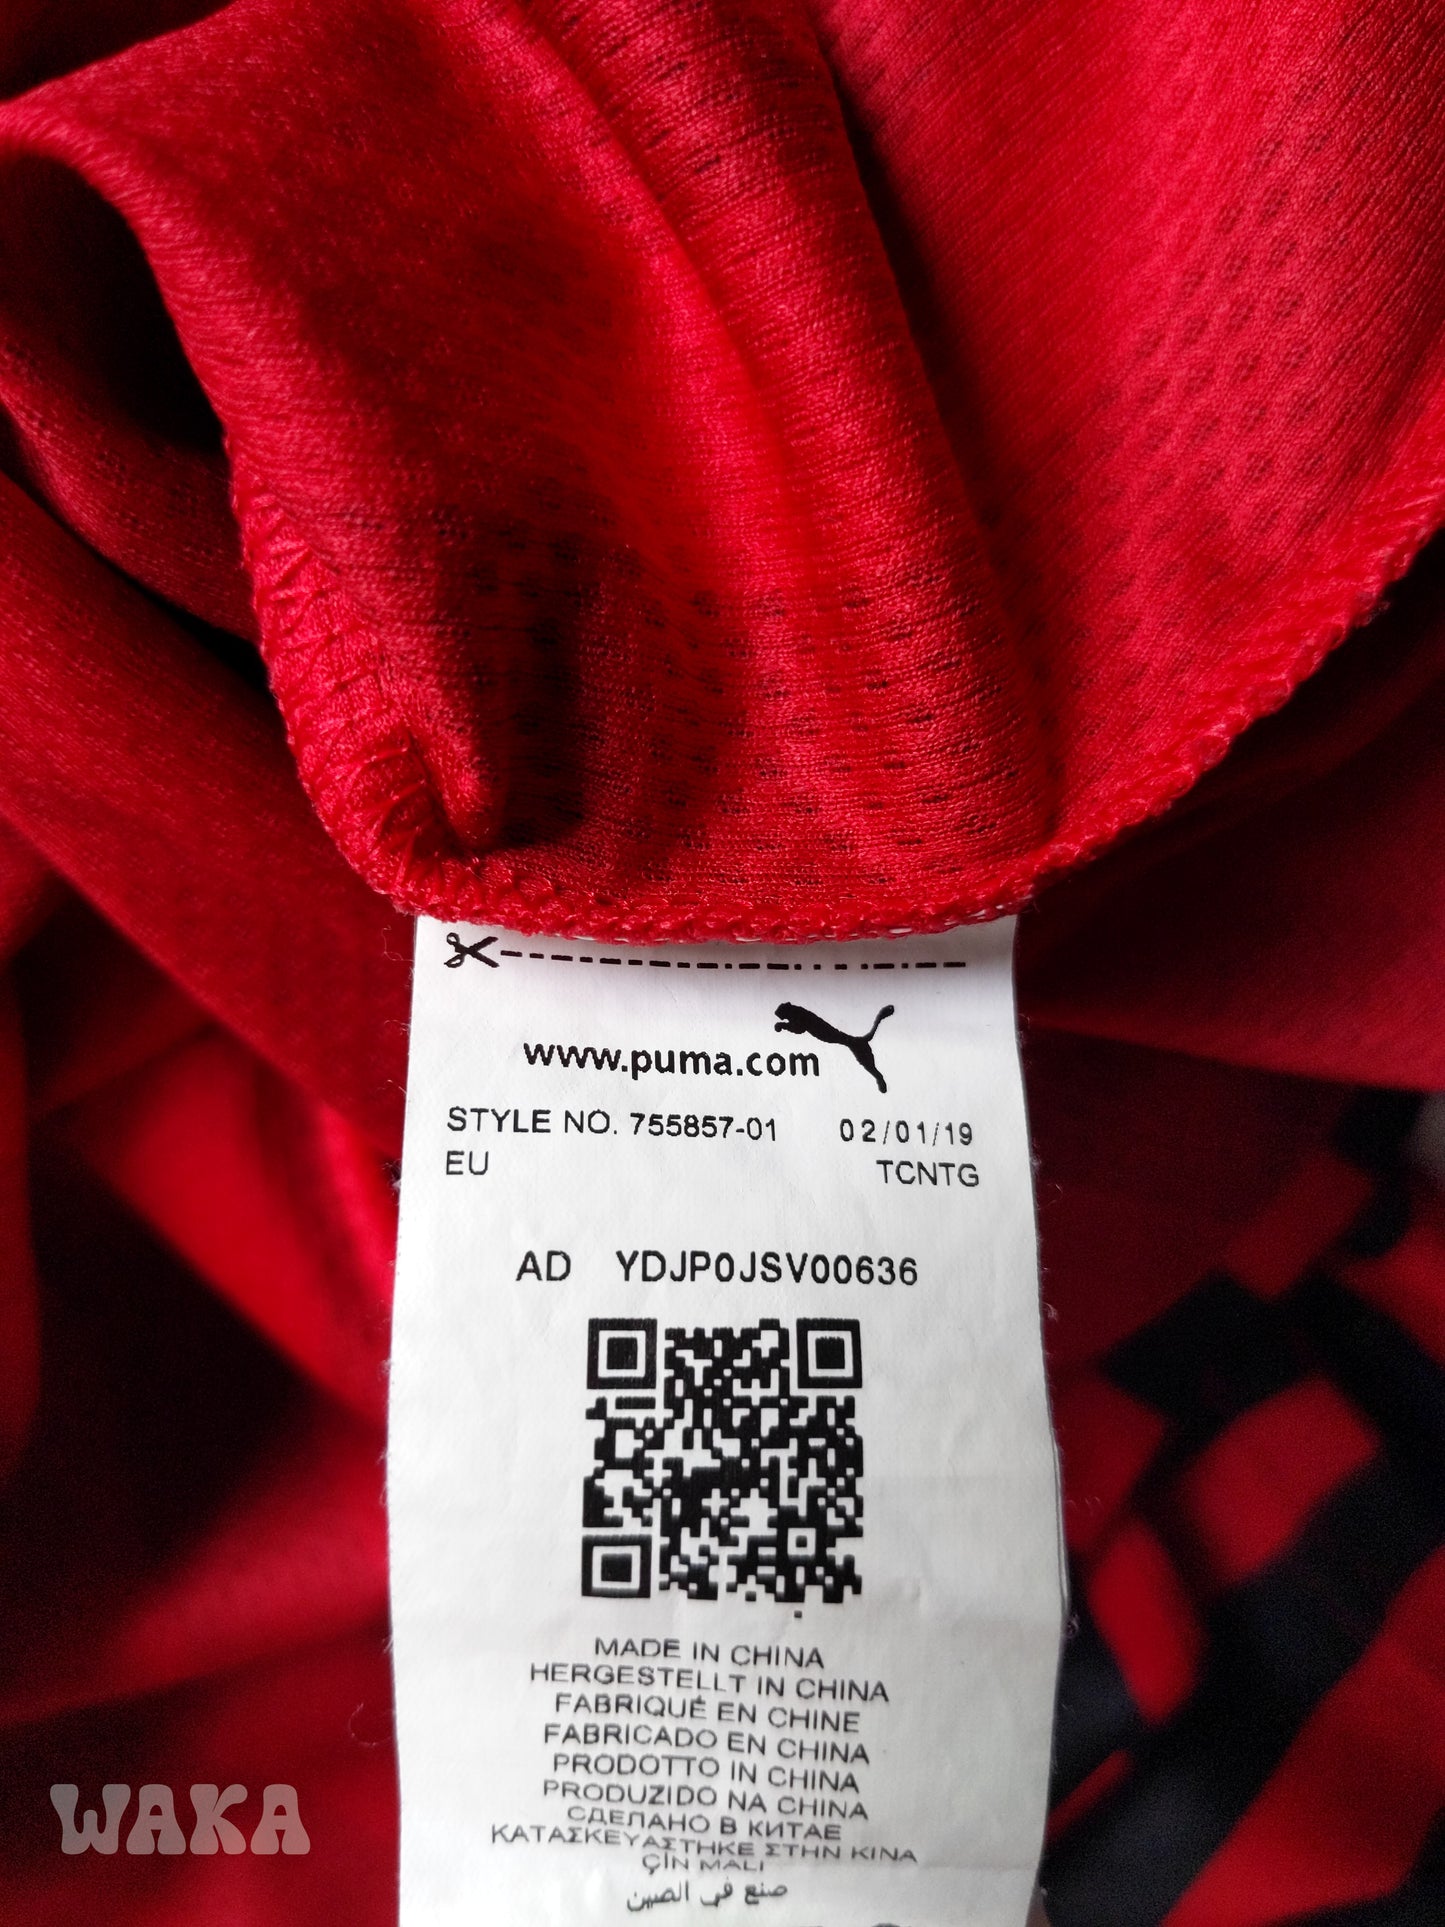 www.puma.com
STYLE NO. 755857-01 02/01/19
EU TCNTG
AD YDJP0JSV00636
MADE IN CHINA
HERGESTELLT IN CHINA
FABRIQUÉ EN CHINE
FABRICADO EN CHINA
PRODOTTO IN CHINA
PRODUZIDO NA CHINA
СДЕЛАНО В КИТАЕ
ΚΑΤΑΣΚΕΥΑΣΤΗΚΕ ΣΤΗΝ ΚΙΝΑ
ÇİN MALI
صنع في الصين
WAKA